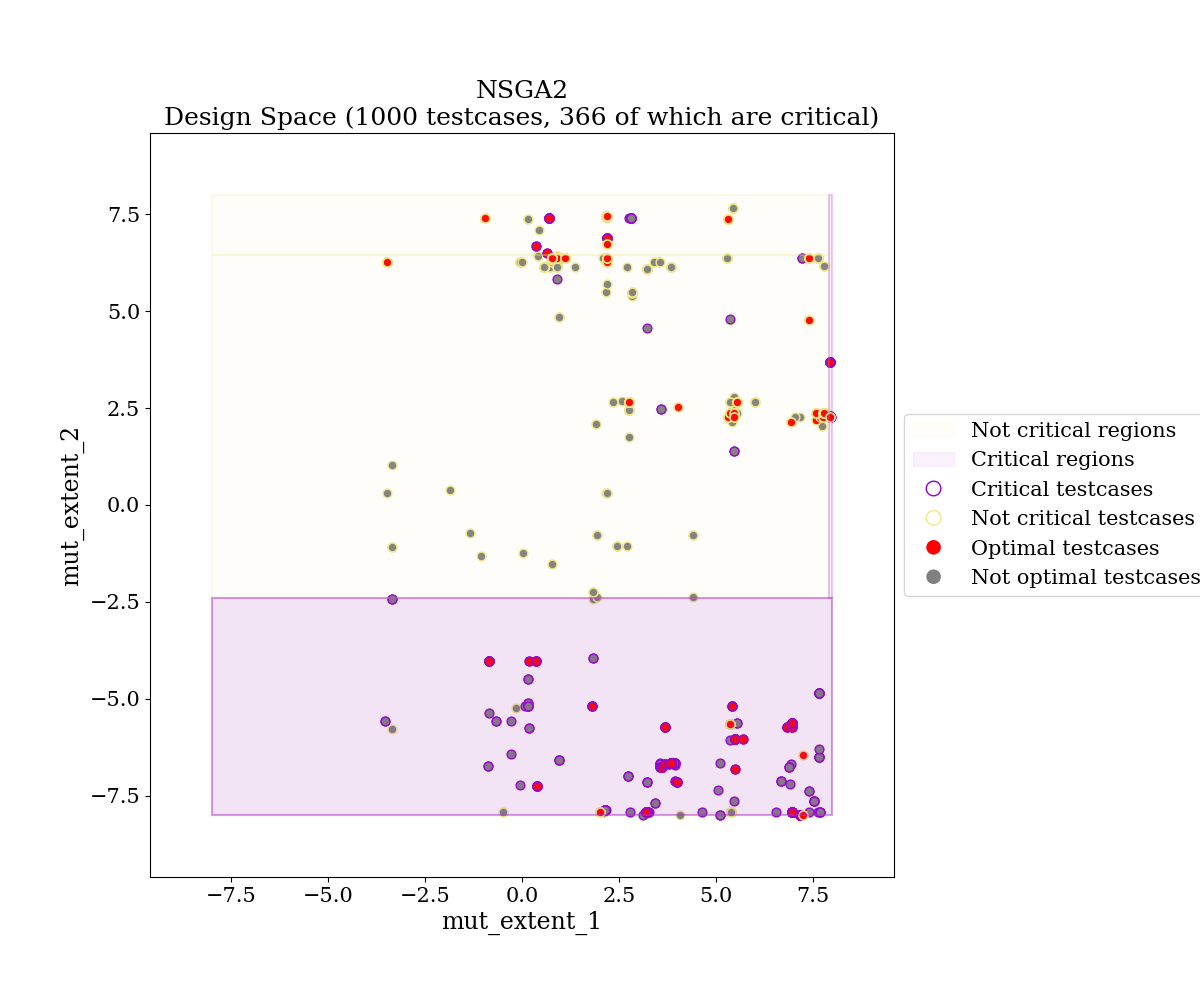 NSGA2
Design Space (1000 testcases, 366 of which are critical)
7.5
5.0
2.5
0.0
−2.5
−5.0
−7.5
mut_extent_2
−7.5
−5.0
−2.5
0.0
2.5
5.0
7.5
mut_extent_1
Not critical regions
Critical regions
Critical testcases
Not critical testcases
Optimal testcases
Not optimal testcases